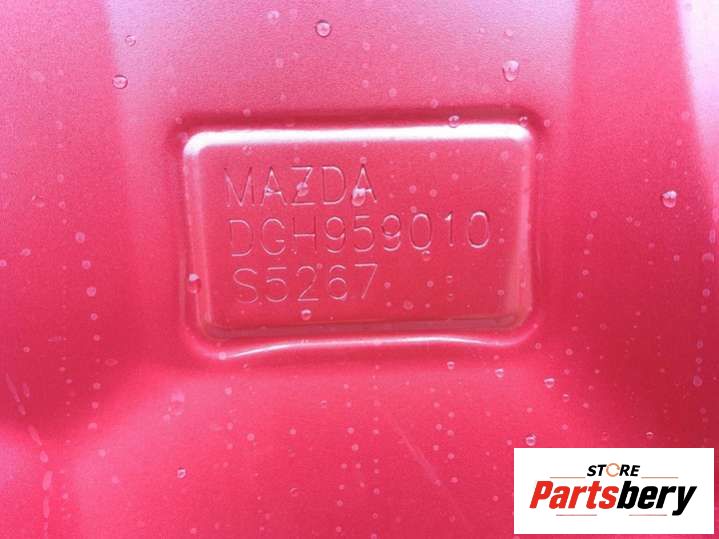 MAZDA
DGH959010
S5267
STORE
Partsbery